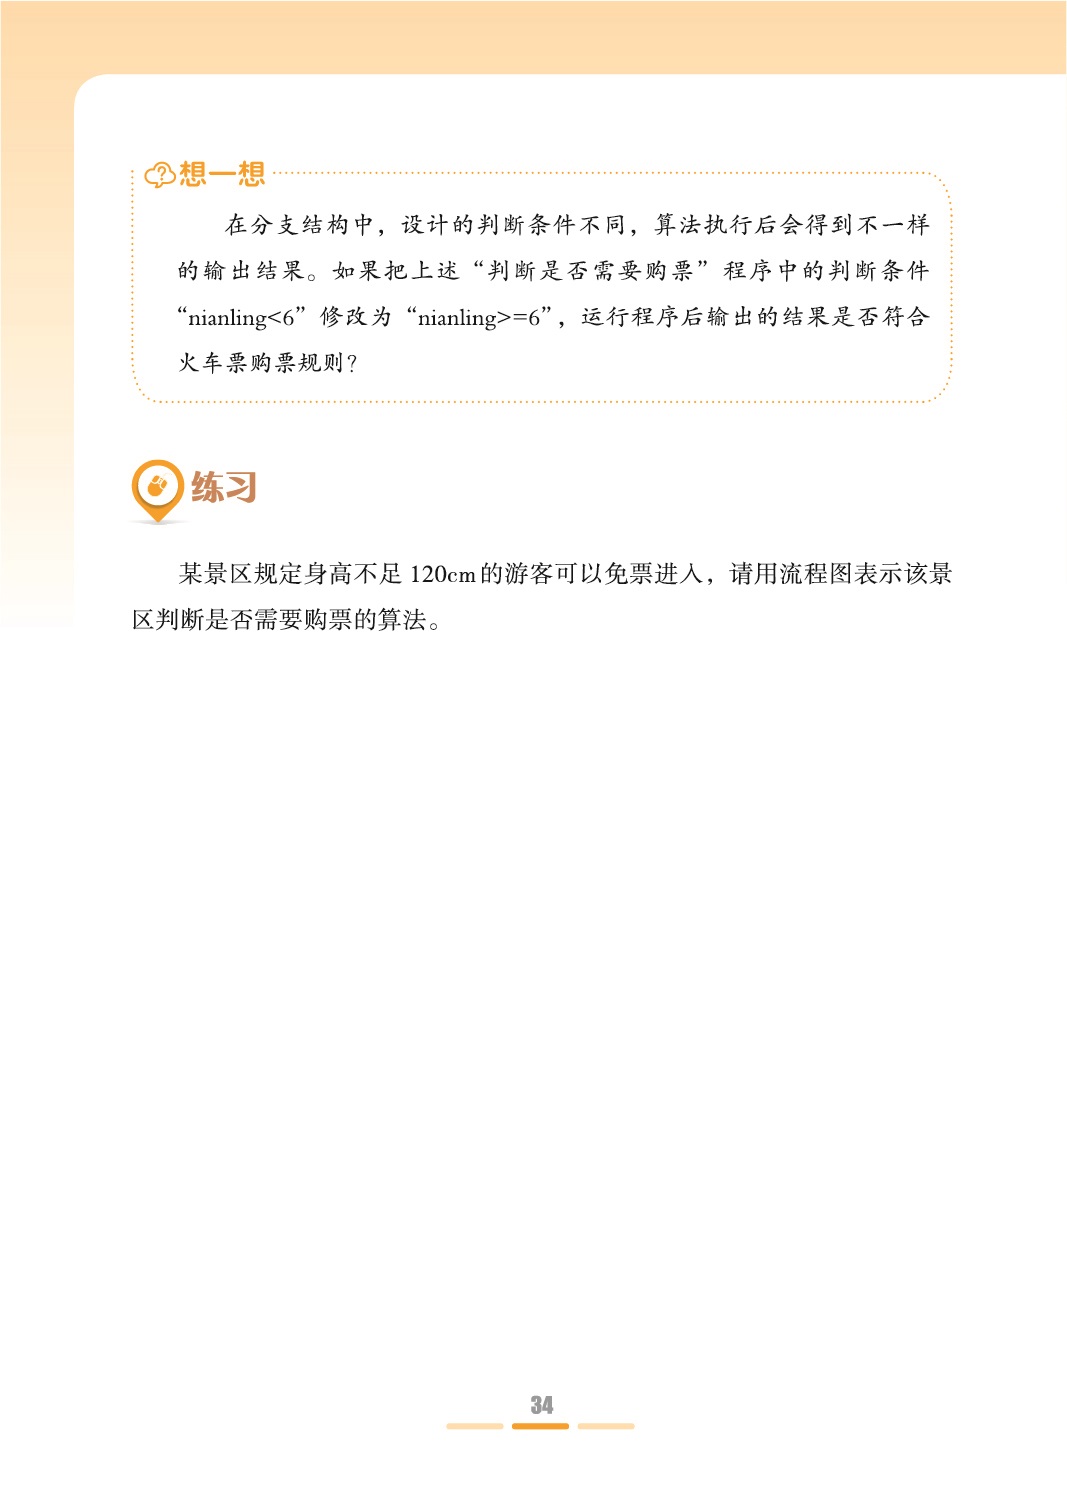 想一想
在分支结构中，设计的判断条件不同，算法执行后会得到不一样
的输出结果。如果把上述“判断是否需要购票”程序中的判断条件
“nianling<6”修改为“nianling>=6”，运行程序后输出的结果是否符合
火车票购票规则？
练习
某景区规定身高不足 120cm的游客可以免票进入，请用流程图表示该景
区判断是否需要购票的算法。
34